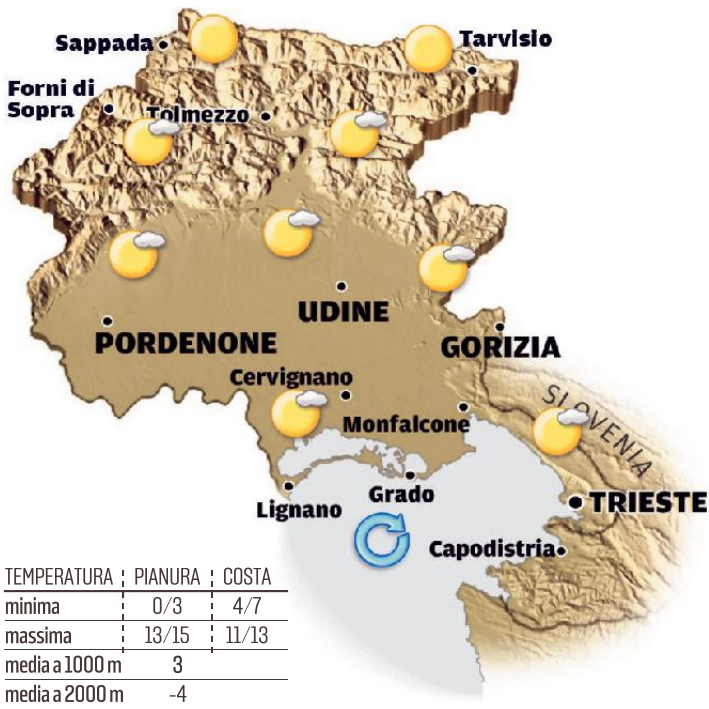 Sappada
Tarvisio
Forni di
Sopra
Tolmezzo
UDINE
PORDENONE
GORIZIA
Cervignano
SLOVENIA
Monfalcone
Grado
Lignano
TRIESTE
Capodistria
TEMPERATURA PIANURA COSTA
minima 0/3 4/7
massima 13/15 11/13
media a 1000 m 3
media a 2000 m -4